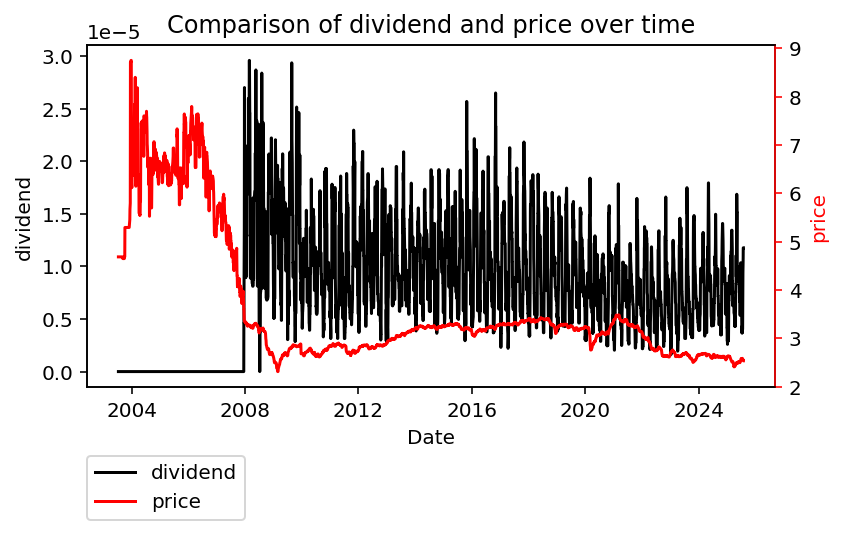 Comparison of dividend and price over time
1e−5
3.0
2.5
2.0
1.5
1.0
0.5
0.0
dividend
9
8
7
6
5
4
3
2
price
2004 2008 2012 2016 2020 2024
Date
dividend
price